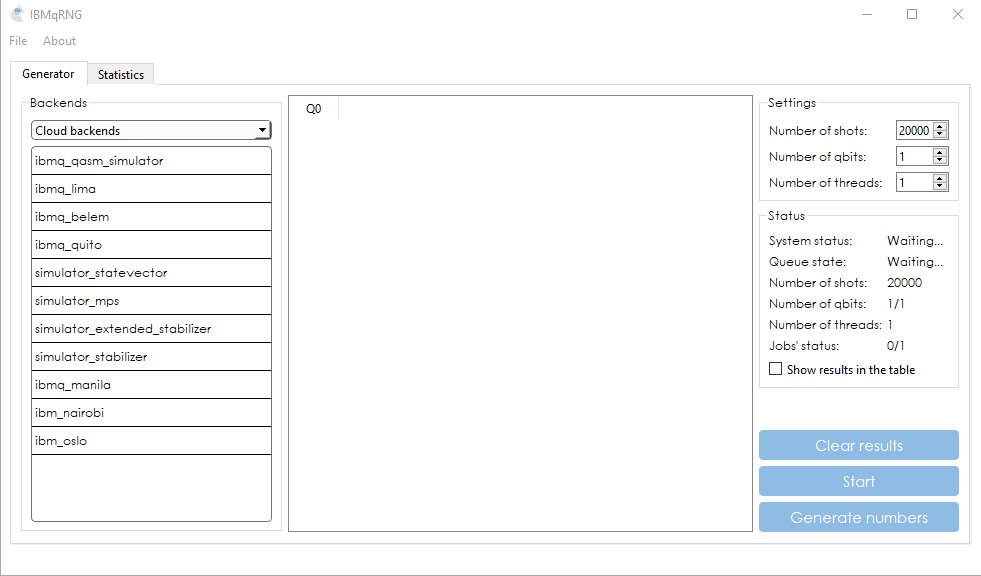 IBMqRNG
File About
Generator Statistics
Backends
Cloud backends
ibmq_qasm_simulator
ibmq_lima
ibmq_belem
ibmq_quito
simulator_statevector
simulator_mps
simulator_extended_stabilizer
simulator_stabilizer
ibmq_manila
ibm_nairobi
ibm_oslo
Q0
Settings
Number of shots: 20000
Number of qbits: 1
Number of threads: 1
Status
System status: Waiting...
Queue state: Waiting...
Number of shots: 20000
Number of qbits: 1/1
Number of threads: 1
Jobs' status: 0/1
Show results in the table
Clear results
Start
Generate numbers